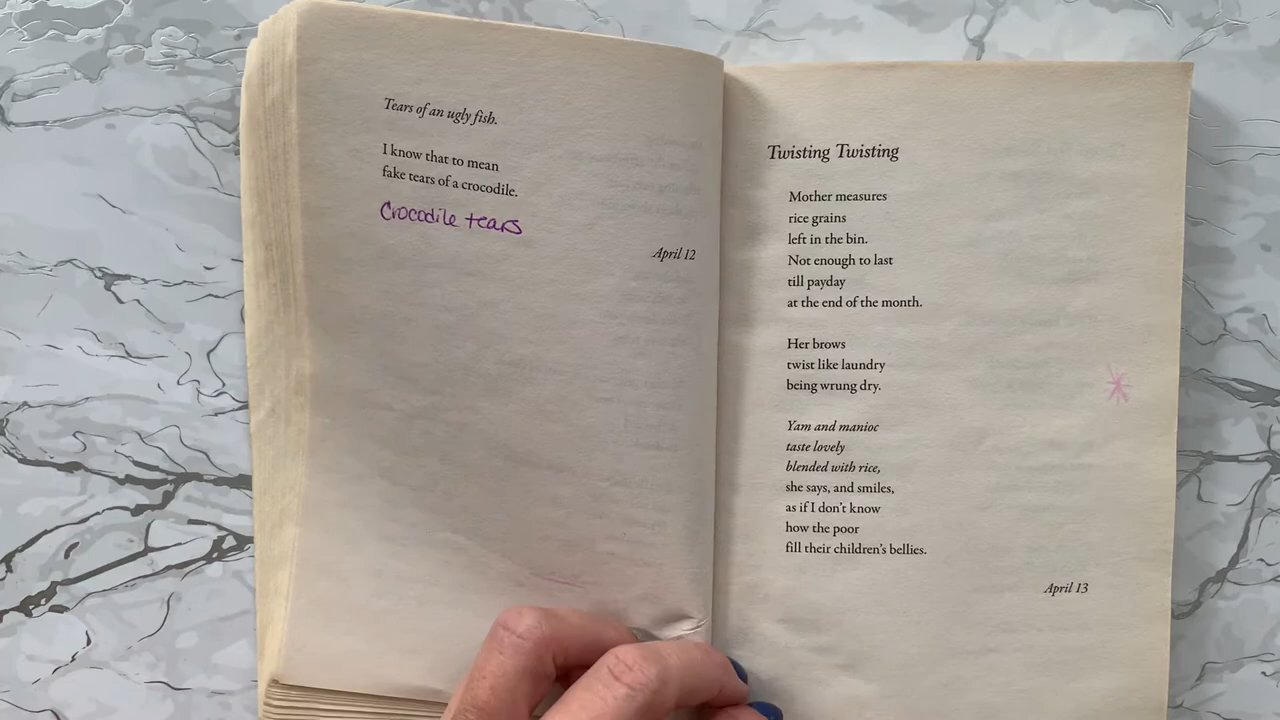 Tears of an ugly fish.
I know that to mean
fake tears of a crocodile.
Crocodile tears
April 12
Twisting Twisting
Mother measures
rice grains
left in the bin.
Not enough to last
till payday
at the end of the month.
Her brows
twist like laundry
being wrung dry.
Yam and manioc
taste lovely
blended with rice,
she says, and smiles,
as if I don't know
how the poor
fill their children's bellies.
April 13